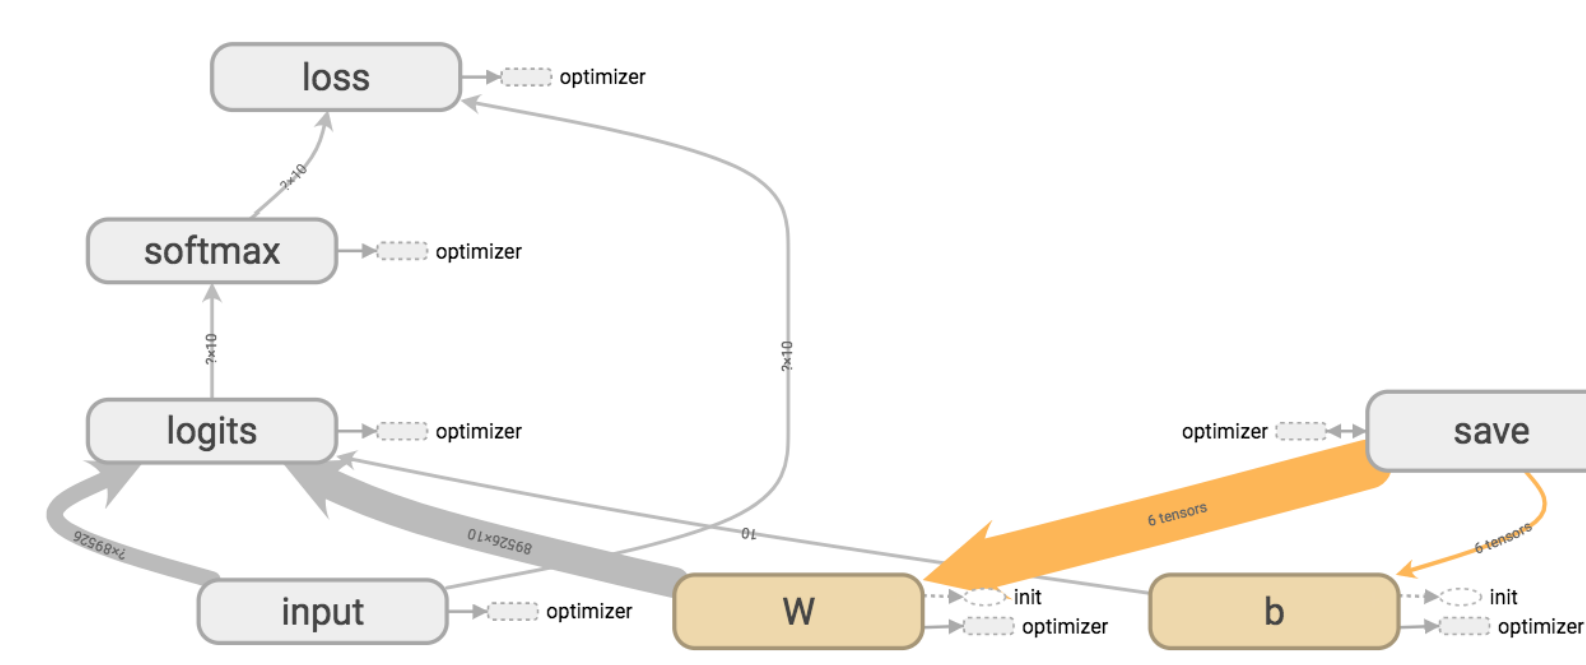 loss
optimizer
?×10
softmax
optimizer
?×10
?×10
logits
optimizer
optimizer
save
6 tensors
10
89526×10
?×89526
6 tensors
input
optimizer
W
init
optimizer
b
init
optimizer